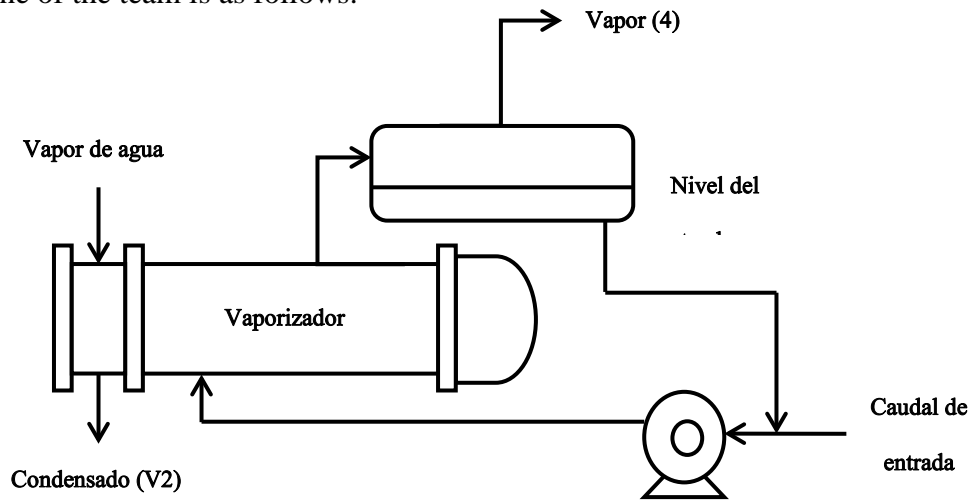 ne of the team is as follows.
Vapor (4)
Vapor de agua
Nivel del
Vaporizador
Caudal de
entrada
Condensado (V2)